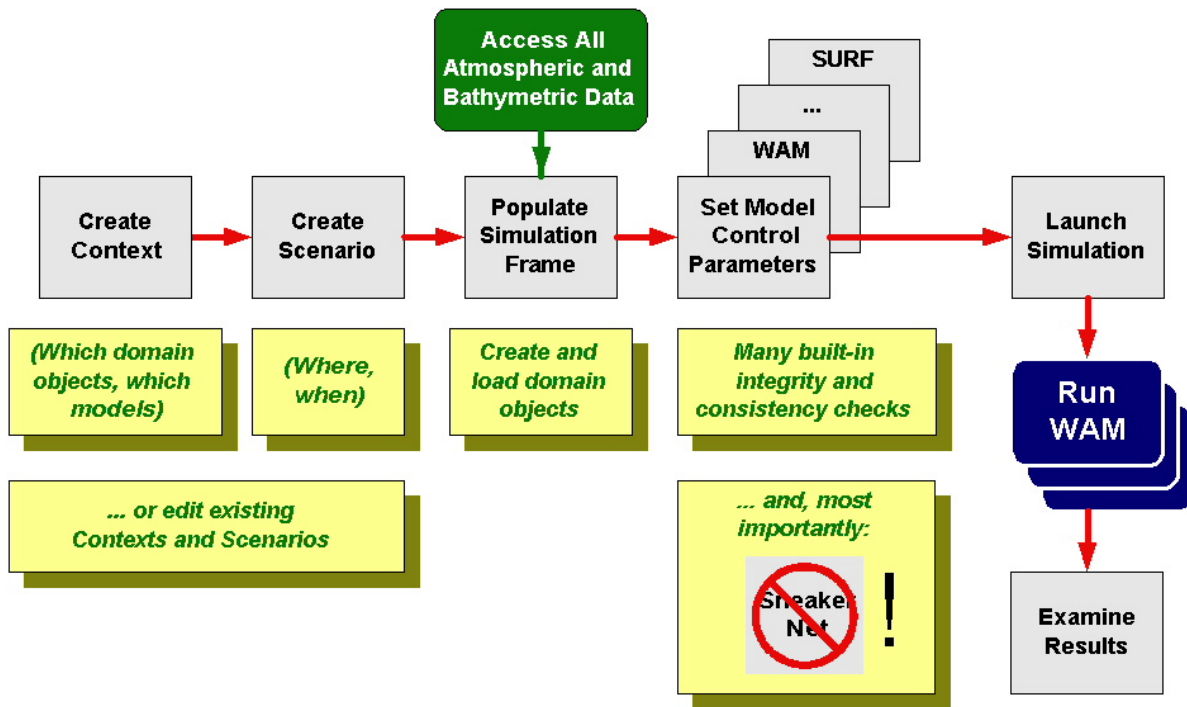 Access All
Atmospheric and
Bathymetric Data
SURF
...
WAM
Create
Context
Create
Scenario
Populate
Simulation
Frame
Set Model
Control
Parameters
Launch
Simulation
(Which domain
objects, which
models)
(Where,
when)
Create and
load domain
objects
Many built-in
integrity and
consistency checks
Run
WAM
... or edit existing
Contexts and Scenarios
... and, most
importantly:
Sneaker
Net
!
Examine
Results